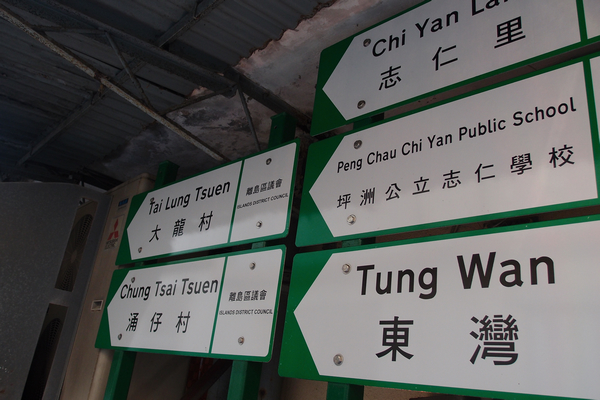 Tai Lung Tsuen
大龍村
離島區議會
ISLANDS DISTRICT COUNCIL
Chung Tsai Tsuen
涌仔村
離島區議會
ISLANDS DISTRICT COUNCIL
Chi Yan
志仁里
Peng Chau Chi Yan Public School
坪洲公立志仁學校
Tung Wan
東灣